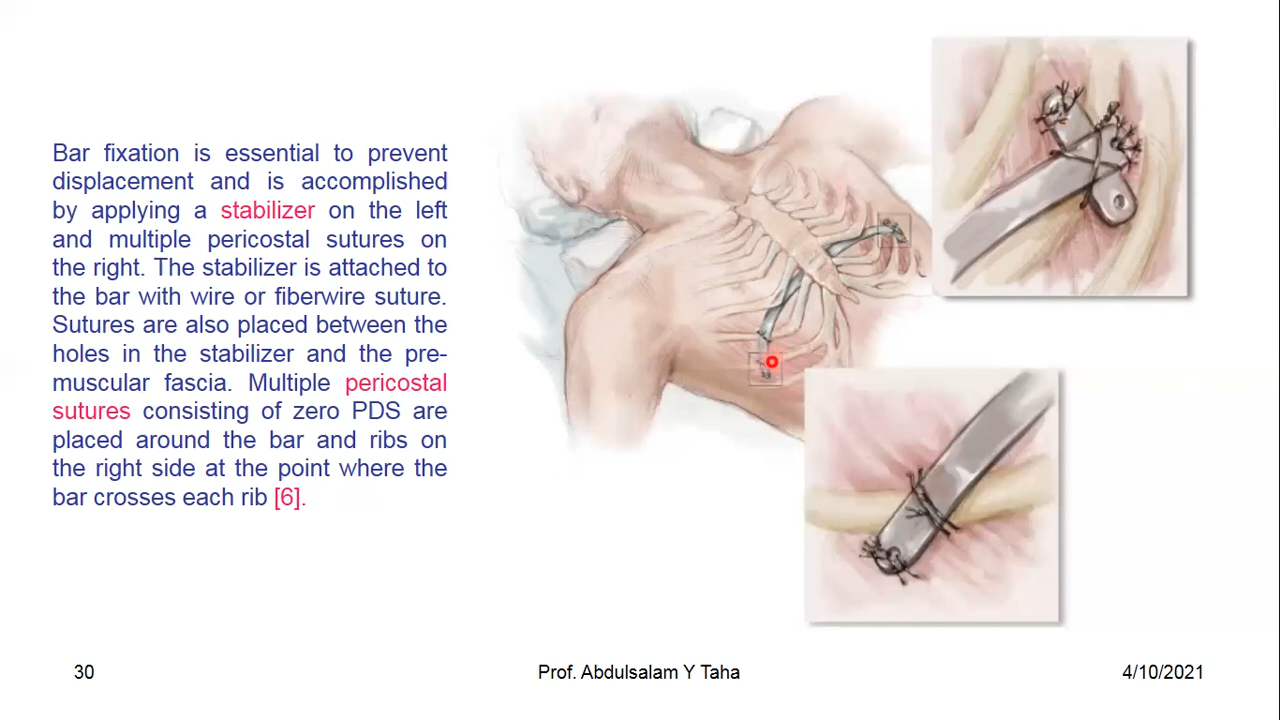 Bar fixation is essential to prevent
displacement and is accomplished
by applying a stabilizer on the left
and multiple pericostal sutures on
the right. The stabilizer is attached to
the bar with wire or fiberwire suture.
Sutures are also placed between the
holes in the stabilizer and the pre-
muscular fascia. Multiple pericostal
sutures consisting of zero PDS are
placed around the bar and ribs on
the right side at the point where the
bar crosses each rib [6].
30
Prof. Abdulsalam Y Taha
4/10/2021